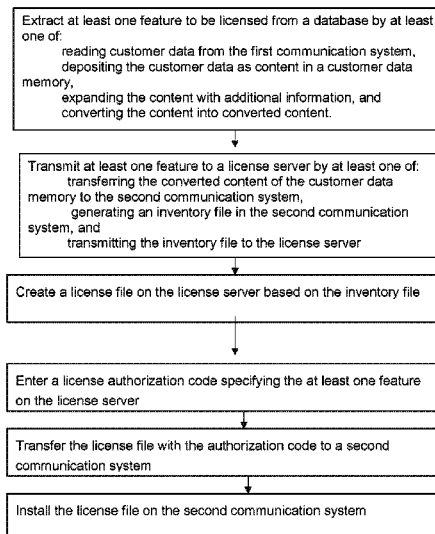 Extract at least one feature to be licensed from a database by at least
one of:
reading customer data from the first communication system,
depositing the customer data as content in a customer data
memory,
expanding the content with additional information, and
converting the content into converted content.
Transmit at least one feature to a license server by at least one of:
transferring the converted content of the customer data
memory to the second communication system,
generating an inventory file in the second communication
system, and
transmitting the inventory file to the license server
Create a license file on the license server based on the inventory file
Enter a license authorization code specifying the at least one feature
on the license server
Transfer the license file with the authorization code to a second
communication system
Install the license file on the second communication system